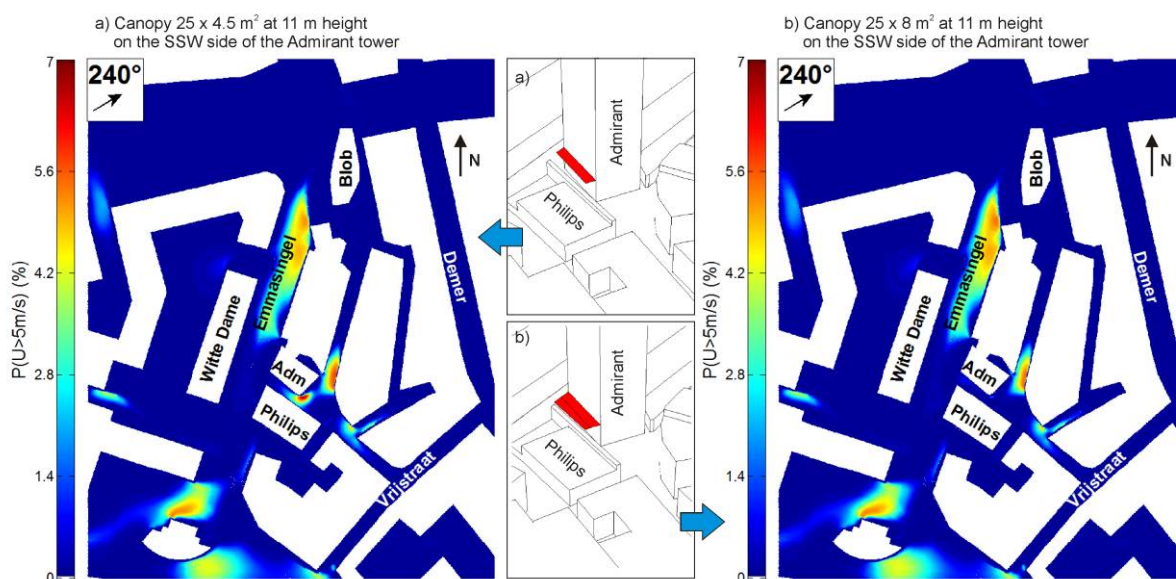 a) Canopy 25 x 4.5 m² at 11 m height
on the SSW side of the Admirant tower
b) Canopy 25 x 8 m² at 11 m height
on the SSW side of the Admirant tower
7
5.6
4.2
2.8
1.4
0
P(U>5m/s) (%)
240°
N
Blob
Emmasingel
Witte Dame
Demer
Adm
Philips
Vrijstraat
a)
Admirant
Philips
b)
Admirant
Philips
7
5.6
4.2
2.8
1.4
0
P(U>5m/s) (%)
240°
N
Blob
Emmasingel
Witte Dame
Demer
Adm
Philips
Vrijstraat